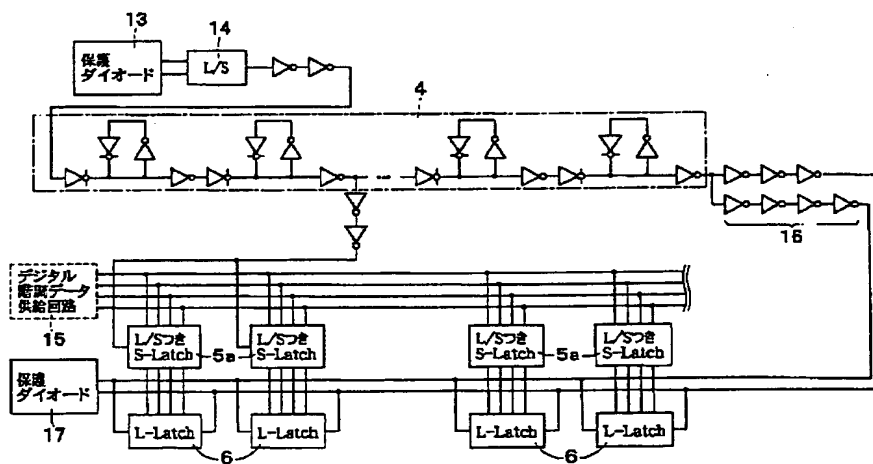 13
保護
ダイオード
14
L/S
4
16
デジタル
階調データ
供給回路
15
L/Sつき
S-Latch
5a
L/Sつき
S-Latch
L/Sつき
S-Latch
5a
L/Sつき
S-Latch
保護
ダイオード
17
L-Latch
6
L-Latch
L-Latch
6
L-Latch